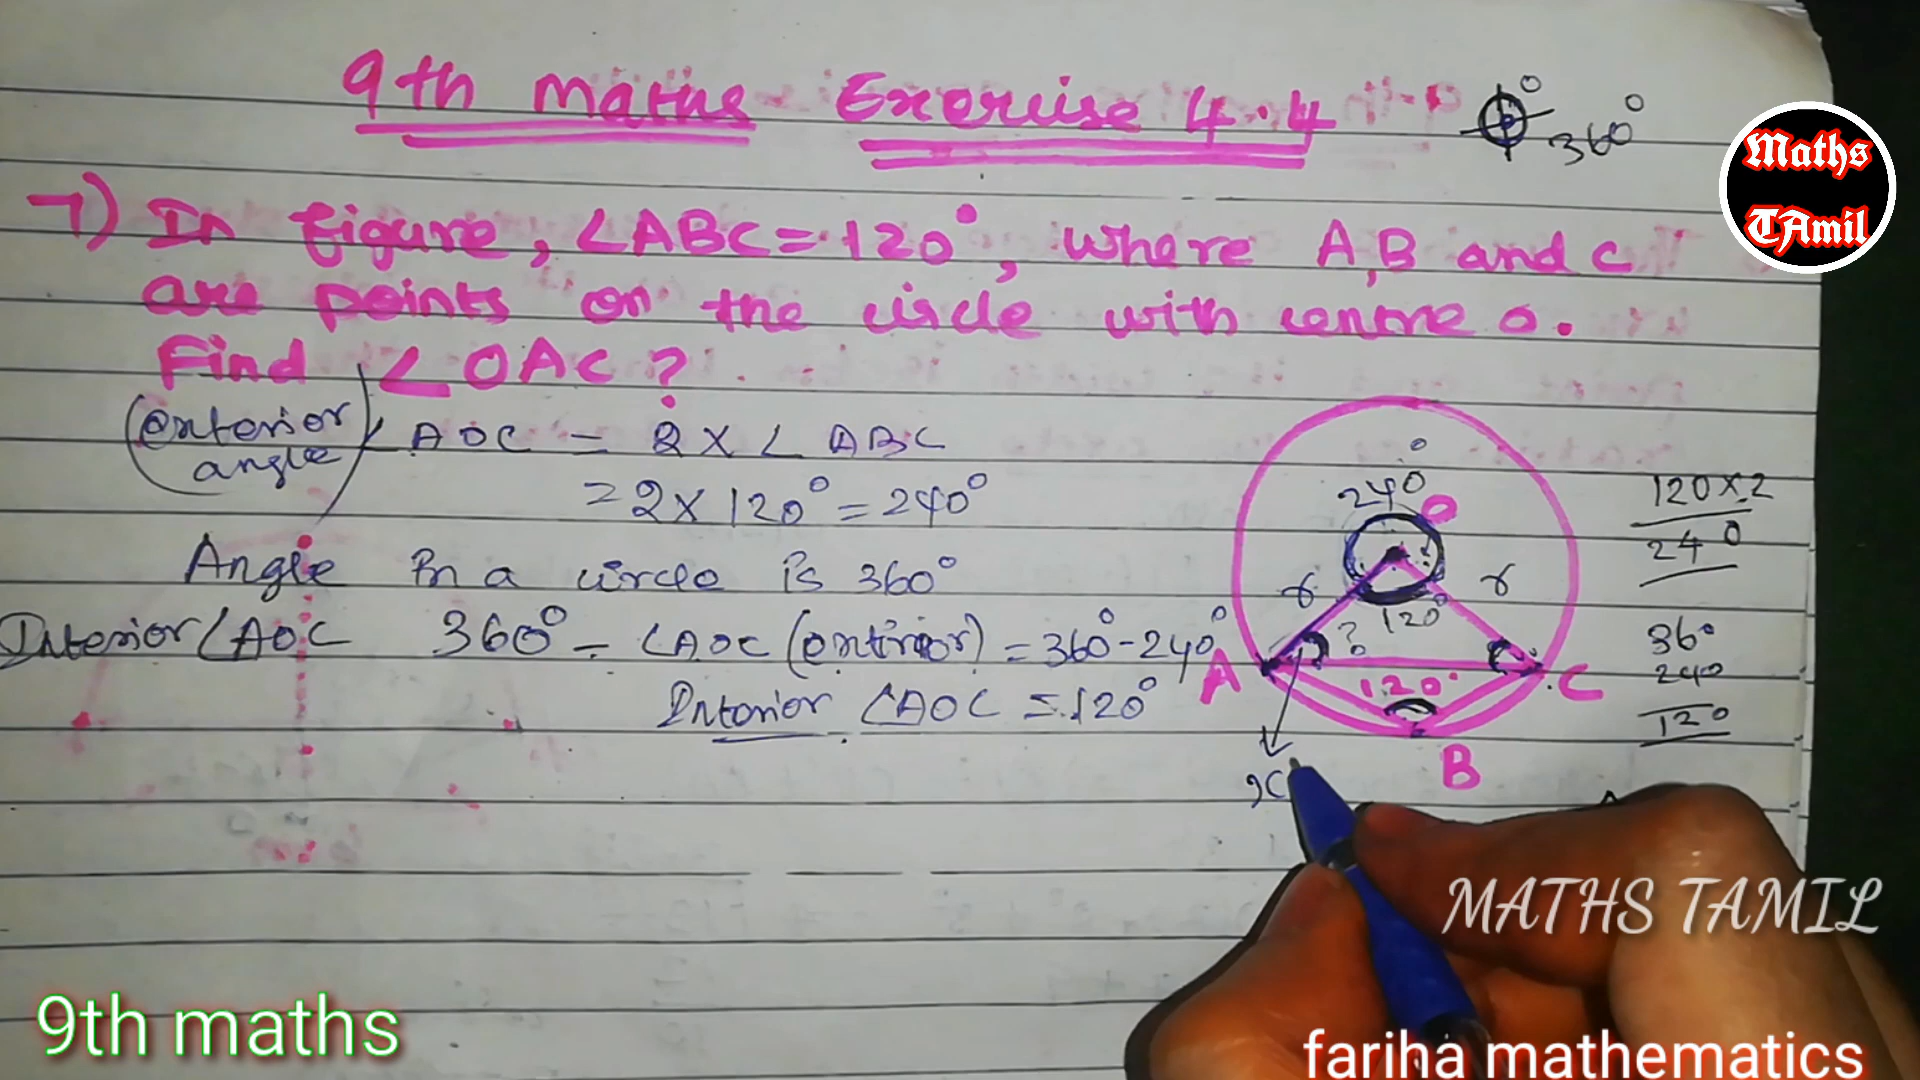 9th maths Exercise 4.4
360°
Maths
TAmil
7) In figure, ∠ABC = 120°, where A,B and C
are points on the circle with centre O.
Find ∠OAC ?
(exterior angle) ∠AOC = 2 × ∠ABC
= 2 × 120° = 240°
Angle in a circle is 360°
Interior ∠AOC 360° - ∠AOC (exterior) = 360° - 240°
Interior ∠AOC = 120°
240°
O
r
r
120°
?
A
120°
C
B
x
120×2
240
360
240
120
MATHS TAMIL
9th maths
fariha mathematics